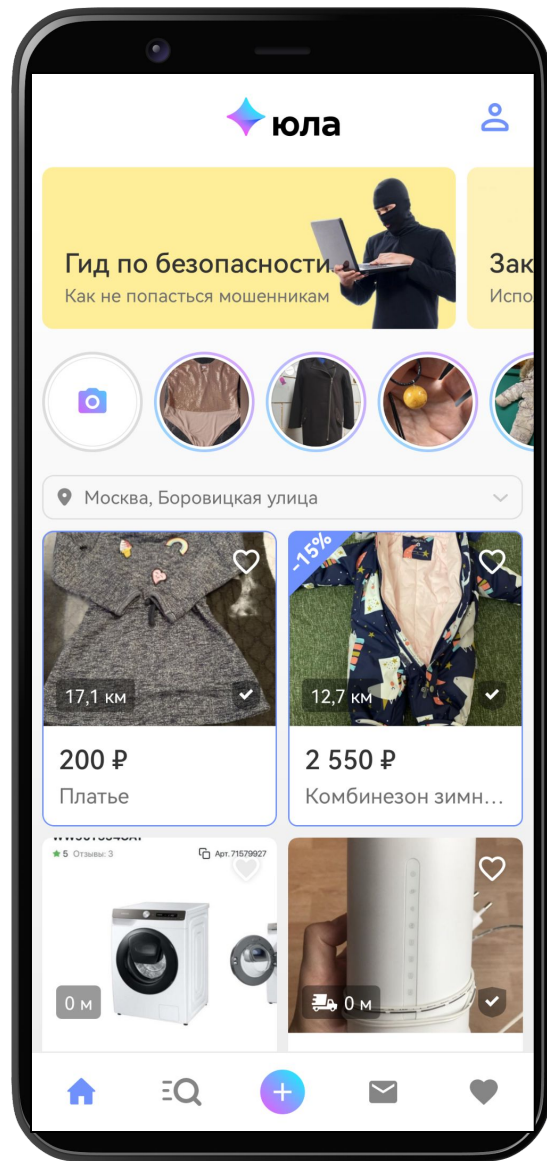 юла
Гид по безопасности
Как не попасться мошенникам
Зак
Испо
Москва, Боровицкая улица
-15%
17,1 км
12,7 км
200 ₽
Платье
2 550 ₽
Комбинезон зимн...
5 Отзывы: 3
Арт. 71579927
0 м
0 м